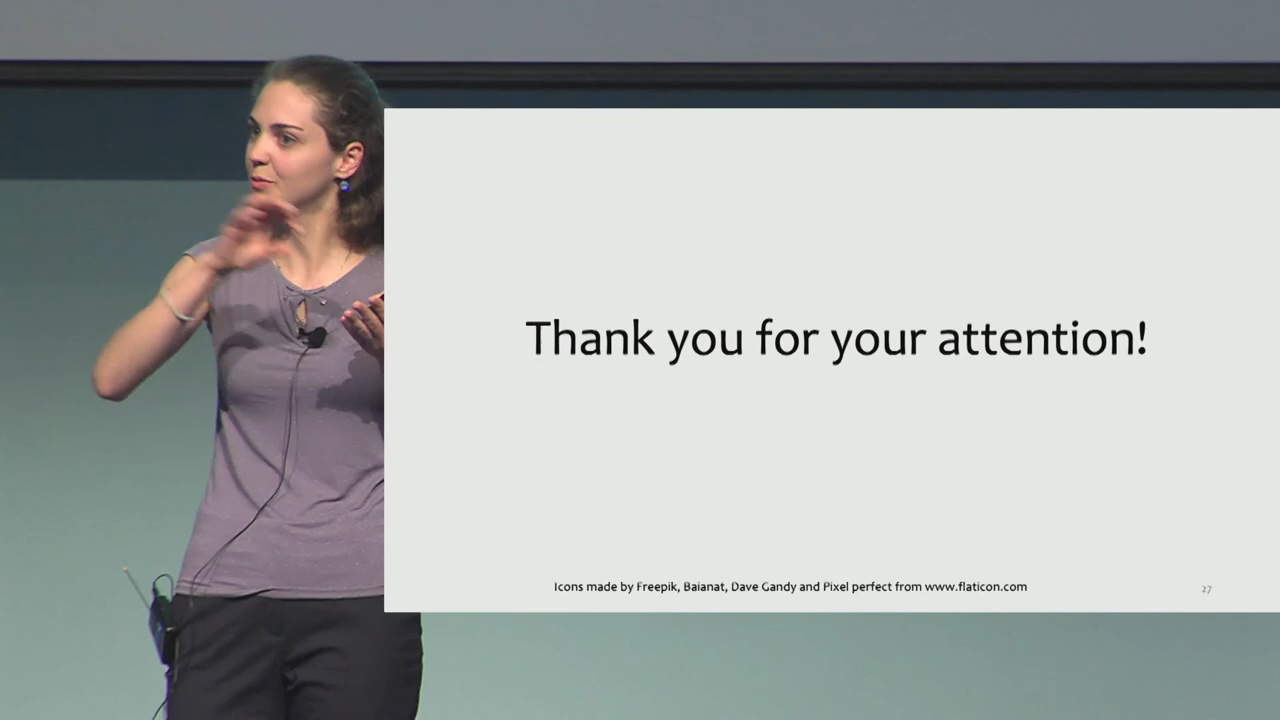 Thank you for your attention!
Icons made by Freepik, Baianat, Dave Gandy and Pixel perfect from www.flaticon.com
27